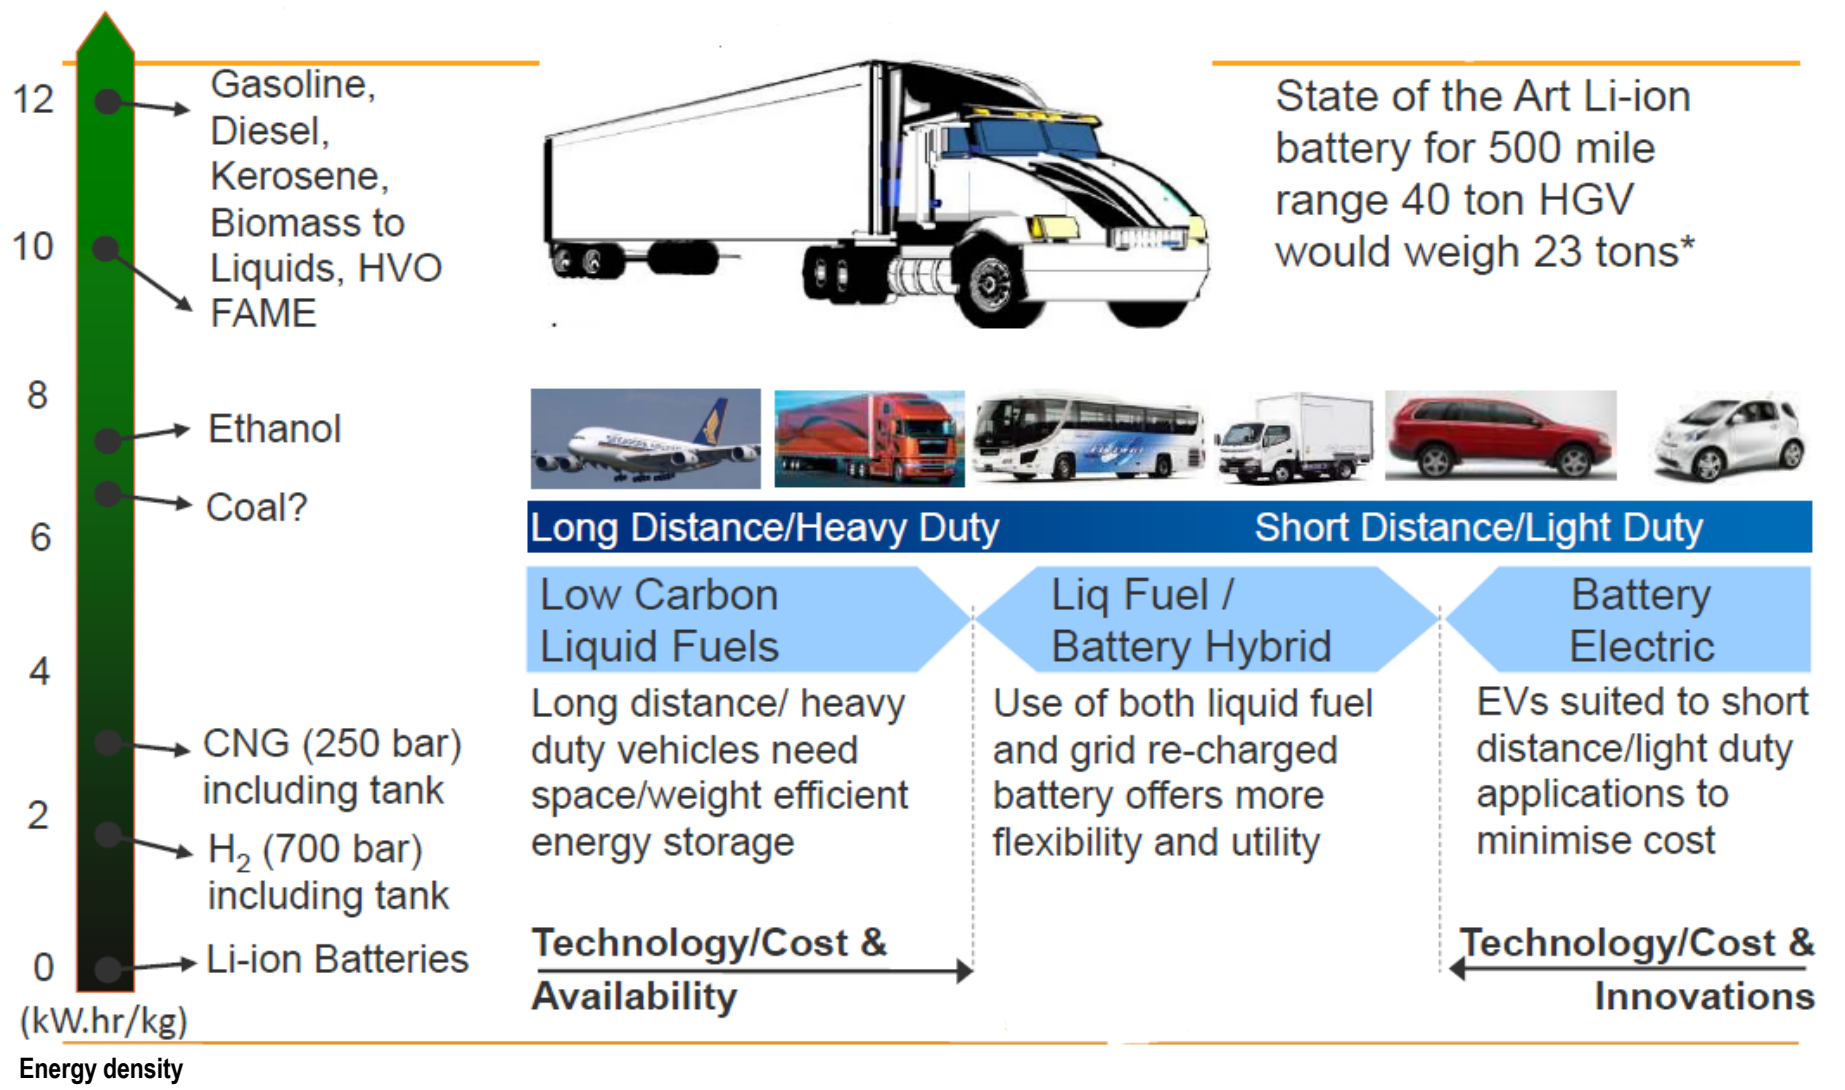 12
Gasoline,
Diesel,
Kerosene,
Biomass to
Liquids, HVO
10
FAME
8
Ethanol
Coal?
6
4
CNG (250 bar)
including tank
2
H₂ (700 bar)
including tank
0
Li-ion Batteries
(kW.hr/kg)
Energy density
State of the Art Li-ion
battery for 500 mile
range 40 ton HGV
would weigh 23 tons*
SINGAPORE AIRLINES
Long Distance/Heavy Duty
Short Distance/Light Duty
Low Carbon
Liquid Fuels
Liq Fuel /
Battery Hybrid
Battery
Electric
Long distance/ heavy
duty vehicles need
space/weight efficient
energy storage
Use of both liquid fuel
and grid re-charged
battery offers more
flexibility and utility
EVs suited to short
distance/light duty
applications to
minimise cost
Technology/Cost &
Availability
Technology/Cost &
Innovations